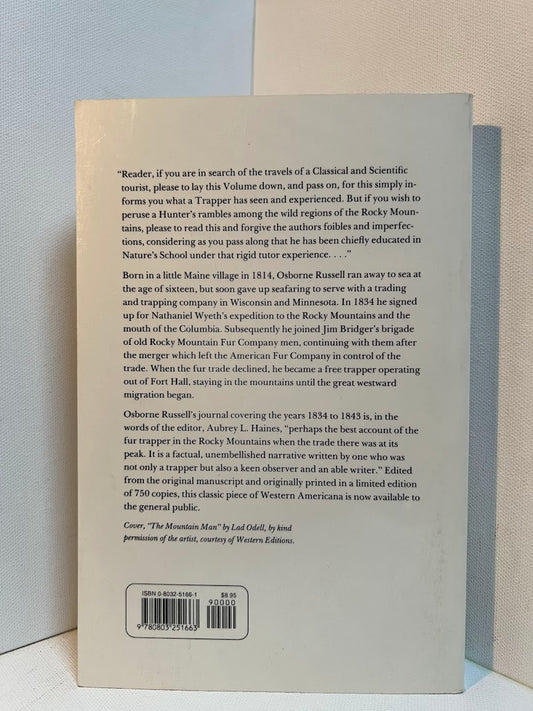 “Reader, if you are in search of the travels of a Classical and Scientific
tourist, please to lay this Volume down, and pass on, for this simply in-
forms you what a Trapper has seen and experienced. But if you wish to
peruse a Hunter's rambles among the wild regions of the Rocky Moun-
tains, please to read this and forgive the authors foibles and imperfec-
tions, considering as you pass along that he has been chiefly educated in
Nature's School under that rigid tutor experience. . . .”
Born in a little Maine village in 1814, Osborne Russell ran away to sea at
the age of sixteen, but soon gave up seafaring to serve with a trading
and trapping company in Wisconsin and Minnesota. In 1834 he signed
up for Nathaniel Wyeth's expedition to the Rocky Mountains and the
mouth of the Columbia. Subsequently he joined Jim Bridger's brigade
of old Rocky Mountain Fur Company men, continuing with them after
the merger which left the American Fur Company in control of the
trade. When the fur trade declined, he became a free trapper operating
out of Fort Hall, staying in the mountains until the great westward
migration began.
Osborne Russell's journal covering the years 1834 to 1843 is, in the
words of the editor, Aubrey L. Haines, “perhaps the best account of the
fur trapper in the Rocky Mountains when the trade there was at its
peak. It is a factual, unembellished narrative written by one who was
not only a trapper but also a keen observer and an able writer.” Edited
from the original manuscript and originally printed in a limited edition
of 750 copies, this classic piece of Western Americana is now available to
the general public.
Cover, “The Mountain Man” by Lad Odell, by kind
permission of the artist, courtesy of Western Editions.
ISBN 0-8032-5166-1 $8.95
90000
9 780803 251663